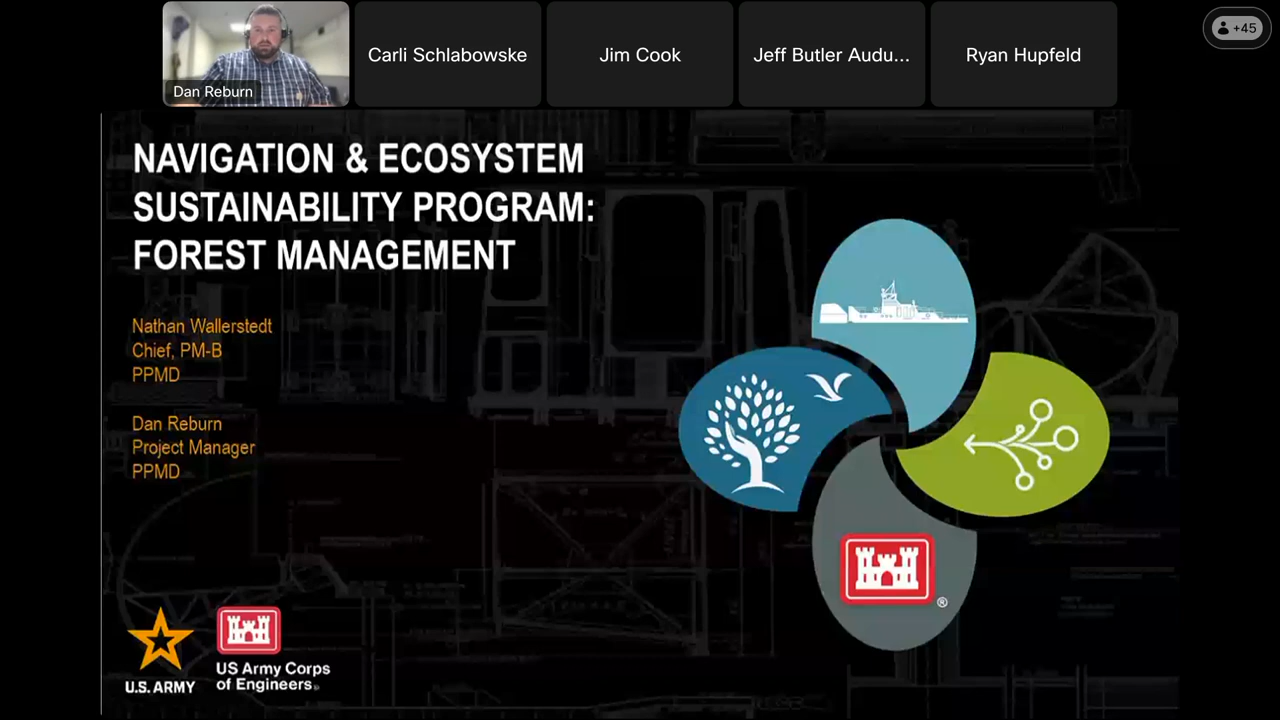 Dan Reburn
Carli Schlabowske
Jim Cook
Jeff Butler Audu...
Ryan Hupfeld
+45
NAVIGATION & ECOSYSTEM
SUSTAINABILITY PROGRAM:
FOREST MANAGEMENT
Nathan Wallerstedt
Chief, PM-B
PPMD
Dan Reburn
Project Manager
PPMD
®
U.S. ARMY
US Army Corps
of Engineers®